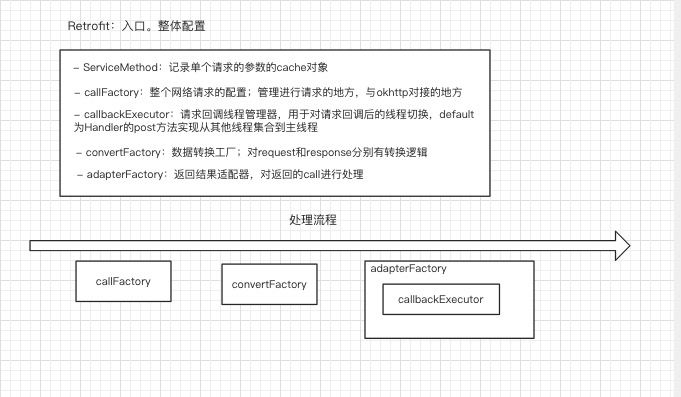 Retrofit：入口。整体配置
- ServiceMethod：记录单个请求的参数的cache对象
- callFactory：整个网络请求的配置；管理进行请求的地方，与okhttp对接的地方
- callbackExecutor：请求回调线程管理器，用于对请求回调后的线程切换，default
为Handler的post方法实现从其他线程集合到主线程
- convertFactory：数据转换工厂；对request和response分别有转换逻辑
- adapterFactory：返回结果适配器，对返回的call进行处理
处理流程
callFactory
convertFactory
adapterFactory
callbackExecutor